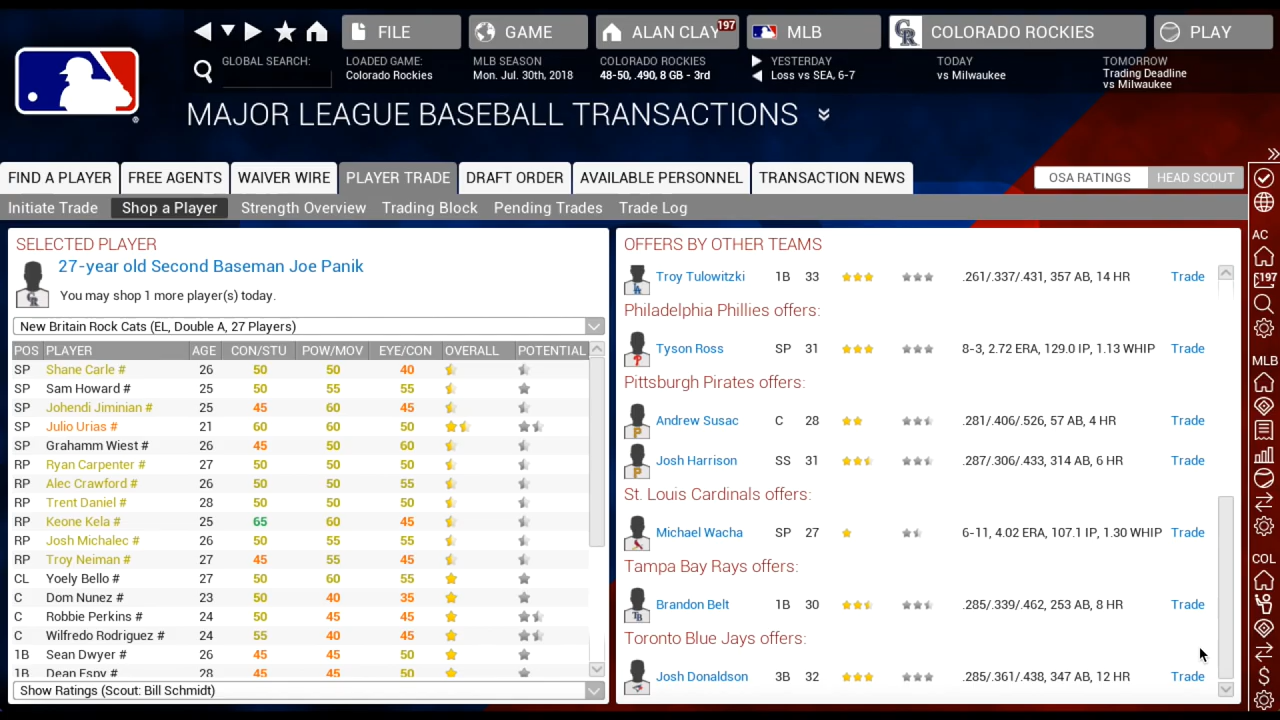 FILE
GAME
ALAN CLAY
197
MLB
COLORADO ROCKIES
PLAY
GLOBAL SEARCH:
LOADED GAME:
Colorado Rockies
MLB SEASON
Mon. Jul. 30th, 2018
COLORADO ROCKIES
48-50, .490, 8 GB - 3rd
YESTERDAY
Loss vs SEA, 6-7
TODAY
vs Milwaukee
TOMORROW
Trading Deadline
vs Milwaukee
MAJOR LEAGUE BASEBALL TRANSACTIONS
FIND A PLAYER
FREE AGENTS
WAIVER WIRE
PLAYER TRADE
DRAFT ORDER
AVAILABLE PERSONNEL
TRANSACTION NEWS
OSA RATINGS
HEAD SCOUT
Initiate Trade
Shop a Player
Strength Overview
Trading Block
Pending Trades
Trade Log
SELECTED PLAYER
27-year old Second Baseman Joe Panik
You may shop 1 more player(s) today.
New Britain Rock Cats (EL, Double A, 27 Players)
POS PLAYER AGE CON/STU POW/MOV EYE/CON OVERALL POTENTIAL
SP Shane Carle # 26 50 50 40
SP Sam Howard # 25 50 55 55
SP Johendi Jiminian # 25 45 60 45
SP Julio Urias # 21 60 60 50
SP Grahamm Wiest # 26 45 50 60
RP Ryan Carpenter # 27 50 50 50
RP Alec Crawford # 26 50 50 55
RP Trent Daniel # 28 50 50 50
RP Keone Kela # 25 65 60 45
RP Josh Michalec # 26 50 55 55
RP Troy Neiman # 27 45 55 45
CL Yoely Bello # 27 50 60 55
C Dom Nunez # 23 50 40 35
C Robbie Perkins # 24 50 45 45
C Wilfredo Rodriguez # 24 55 40 45
1B Sean Dwyer # 26 45 45 50
1B Dean Espy # 28 45 45 50
Show Ratings (Scout: Bill Schmidt)
OFFERS BY OTHER TEAMS
Troy Tulowitzki 1B 33 .261/.337/.431, 357 AB, 14 HR Trade
Philadelphia Phillies offers:
Tyson Ross SP 31 8-3, 2.72 ERA, 129.0 IP, 1.13 WHIP Trade
Pittsburgh Pirates offers:
Andrew Susac C 28 .281/.406/.526, 57 AB, 4 HR Trade
Josh Harrison SS 31 .287/.306/.433, 314 AB, 6 HR Trade
St. Louis Cardinals offers:
Michael Wacha SP 27 6-11, 4.02 ERA, 107.1 IP, 1.30 WHIP Trade
Tampa Bay Rays offers:
Brandon Belt 1B 30 .285/.339/.462, 253 AB, 8 HR Trade
Toronto Blue Jays offers:
Josh Donaldson 3B 32 .285/.361/.438, 347 AB, 12 HR Trade
AC
197
MLB
COL